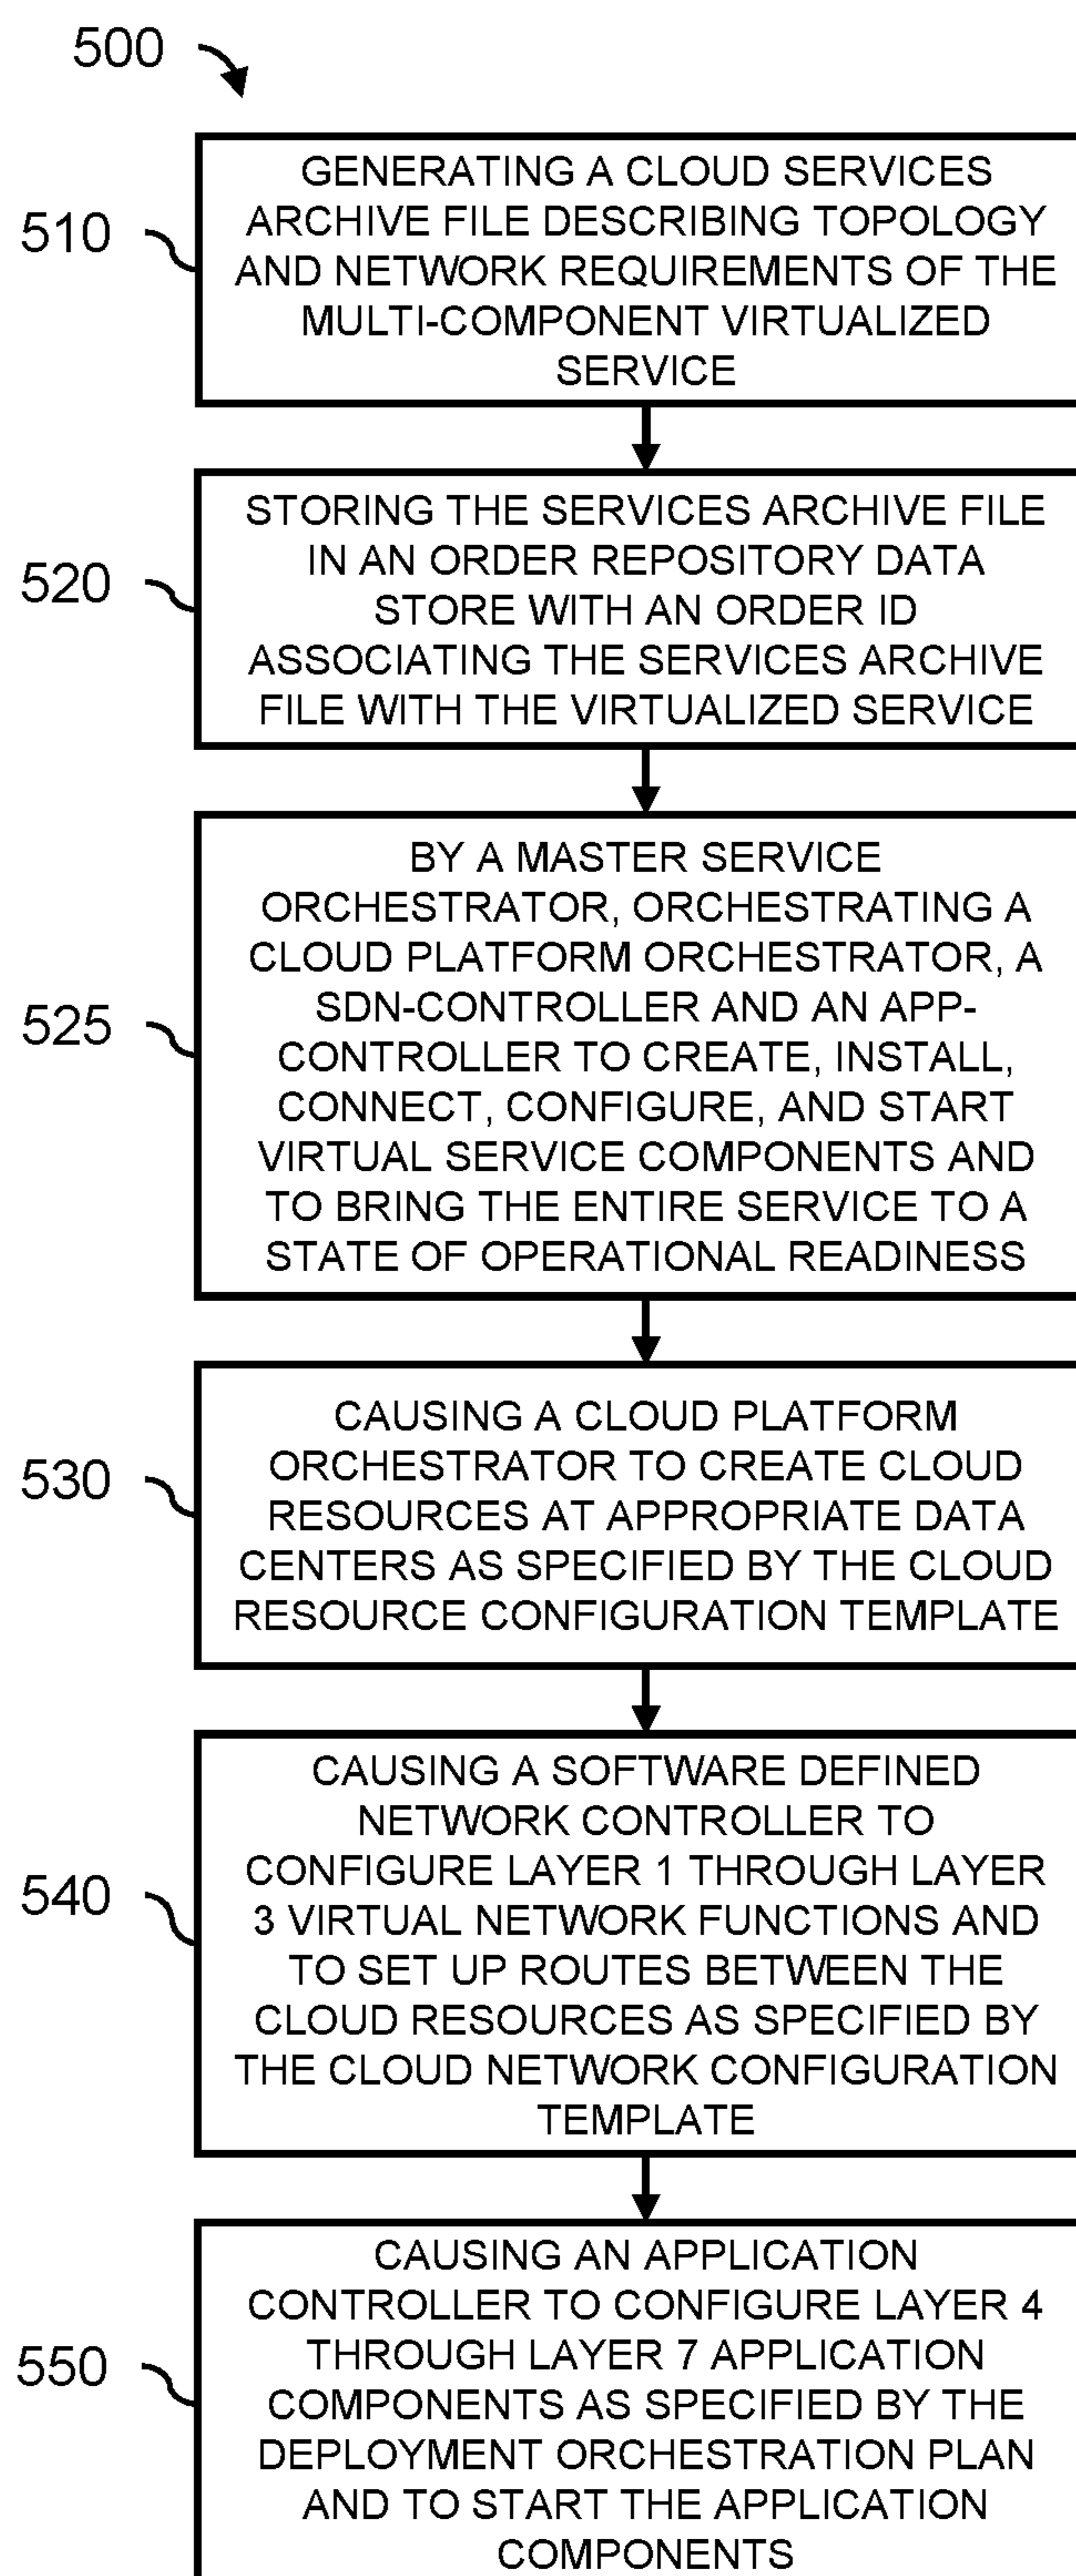 500
510
GENERATING A CLOUD SERVICES
ARCHIVE FILE DESCRIBING TOPOLOGY
AND NETWORK REQUIREMENTS OF THE
MULTI-COMPONENT VIRTUALIZED
SERVICE
520
STORING THE SERVICES ARCHIVE FILE
IN AN ORDER REPOSITORY DATA
STORE WITH AN ORDER ID
ASSOCIATING THE SERVICES ARCHIVE
FILE WITH THE VIRTUALIZED SERVICE
525
BY A MASTER SERVICE
ORCHESTRATOR, ORCHESTRATING A
CLOUD PLATFORM ORCHESTRATOR, A
SDN-CONTROLLER AND AN APP-
CONTROLLER TO CREATE, INSTALL,
CONNECT, CONFIGURE, AND START
VIRTUAL SERVICE COMPONENTS AND
TO BRING THE ENTIRE SERVICE TO A
STATE OF OPERATIONAL READINESS
530
CAUSING A CLOUD PLATFORM
ORCHESTRATOR TO CREATE CLOUD
RESOURCES AT APPROPRIATE DATA
CENTERS AS SPECIFIED BY THE CLOUD
RESOURCE CONFIGURATION TEMPLATE
540
CAUSING A SOFTWARE DEFINED
NETWORK CONTROLLER TO
CONFIGURE LAYER 1 THROUGH LAYER
3 VIRTUAL NETWORK FUNCTIONS AND
TO SET UP ROUTES BETWEEN THE
CLOUD RESOURCES AS SPECIFIED BY
THE CLOUD NETWORK CONFIGURATION
TEMPLATE
550
CAUSING AN APPLICATION
CONTROLLER TO CONFIGURE LAYER 4
THROUGH LAYER 7 APPLICATION
COMPONENTS AS SPECIFIED BY THE
DEPLOYMENT ORCHESTRATION PLAN
AND TO START THE APPLICATION
COMPONENTS